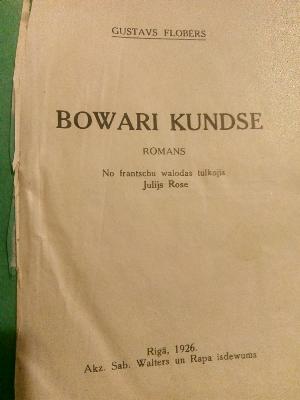 GUSTAVS FLOBERS
BOWARI KUNDSE
ROMANS
No frantschu walodas tulkojis
Julijs Rose
Rigā, 1926.
Akz. Sab. Walters un Rapa isdewums